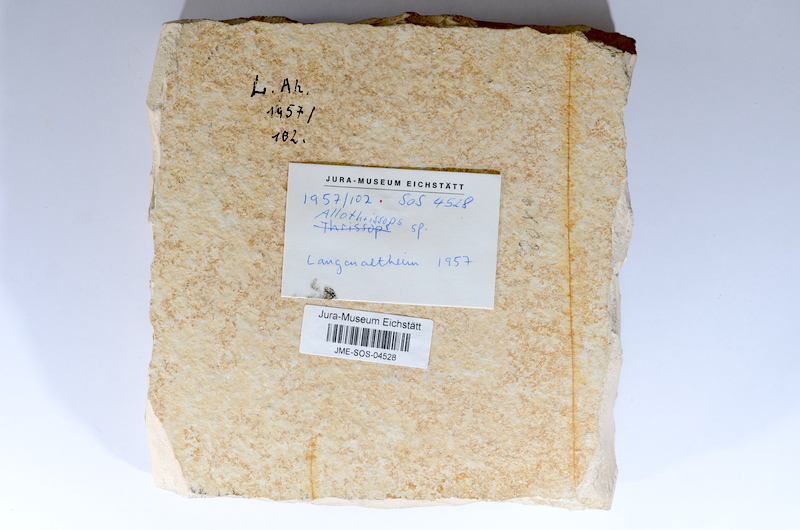 L. Ah.
1957/
102.
JURA-MUSEUM EICHSTÄTT
1957/102 . SOS 4528
Allothrissops
Thrissops sp.
Langenaltheim 1957
Jura-Museum Eichstätt
JME-SOS-04528